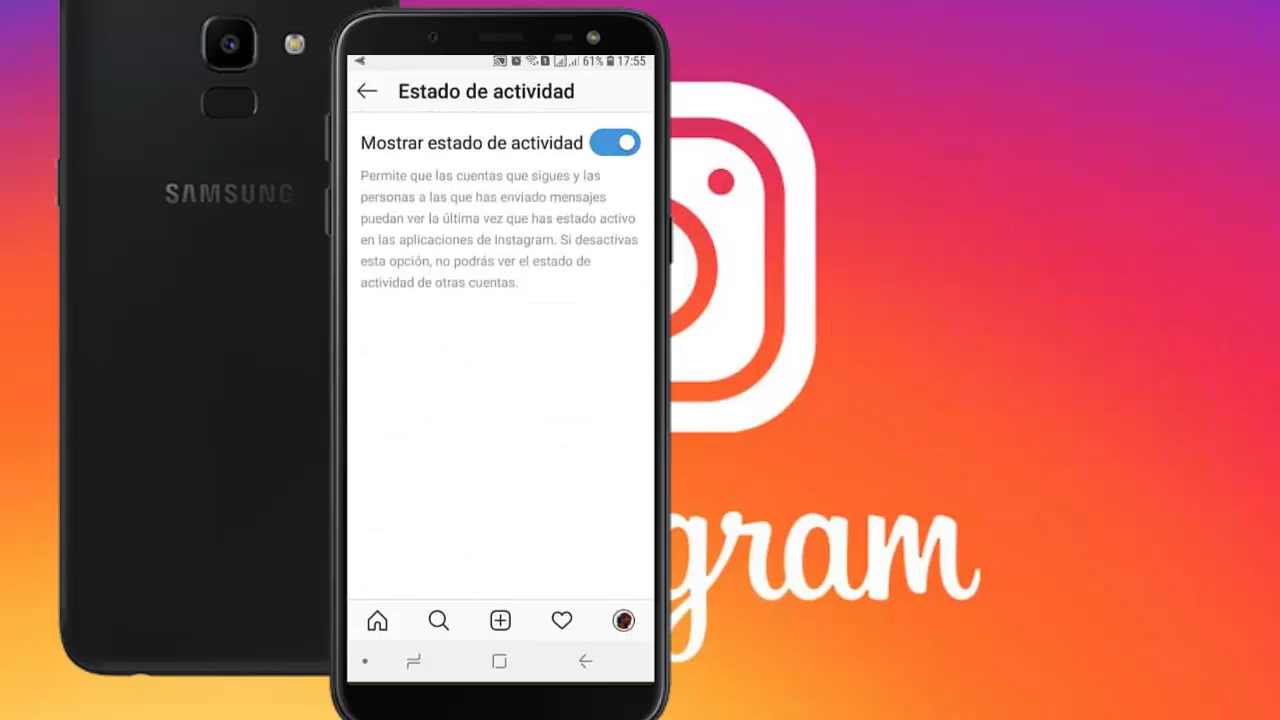 SAMSUNG
61% 17:55
Estado de actividad
Mostrar estado de actividad
Permite que las cuentas que sigues y las
personas a las que has enviado mensajes
puedan ver la última vez que has estado activo
en las aplicaciones de Instagram. Si desactivas
esta opción, no podrás ver el estado de
actividad de otras cuentas.
gram